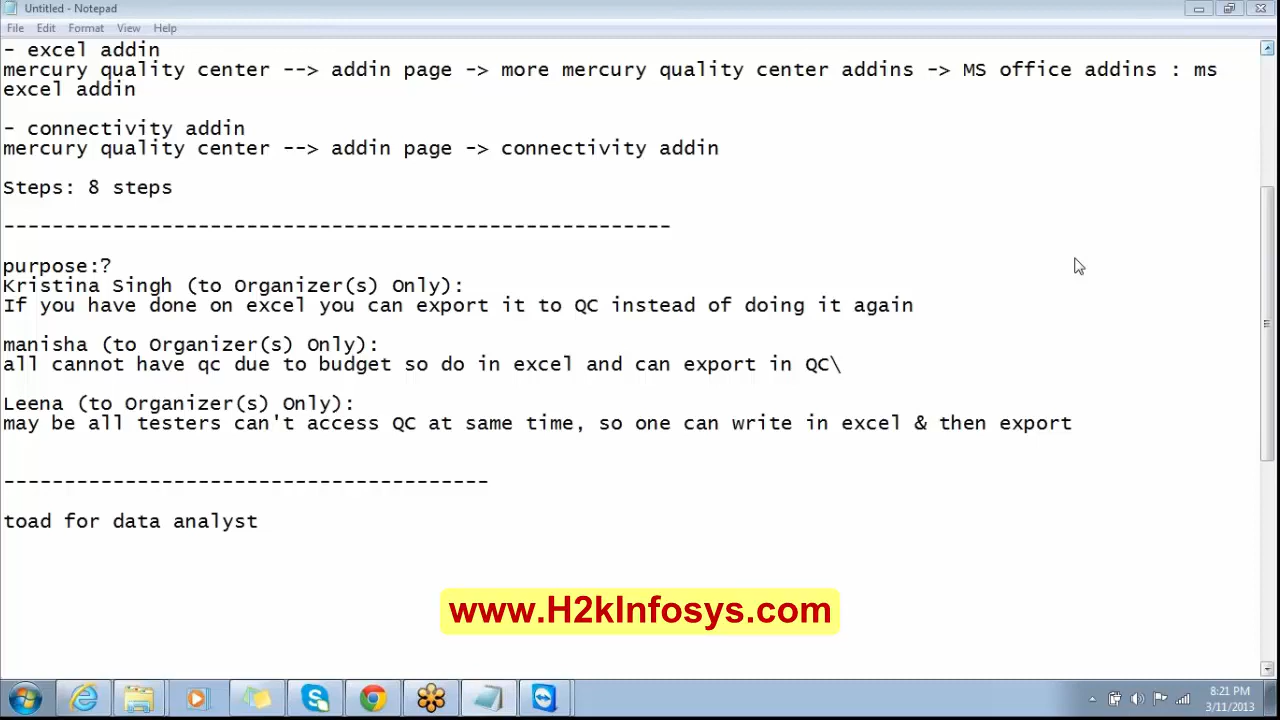 Untitled - Notepad
File Edit Format View Help
- excel addin
mercury quality center --> addin page -> more mercury quality center addins -> MS office addins : ms
excel addin
- connectivity addin
mercury quality center --> addin page -> connectivity addin
Steps: 8 steps
-------------------------------------------------------
purpose:?
Kristina Singh (to Organizer(s) Only):
If you have done on excel you can export it to QC instead of doing it again
manisha (to Organizer(s) Only):
all cannot have qc due to budget so do in excel and can export in QC\
Leena (to Organizer(s) Only):
may be all testers can't access QC at same time, so one can write in excel & then export
----------------------------------------
toad for data analyst
www.H2kInfosys.com
8:21 PM
3/11/2013